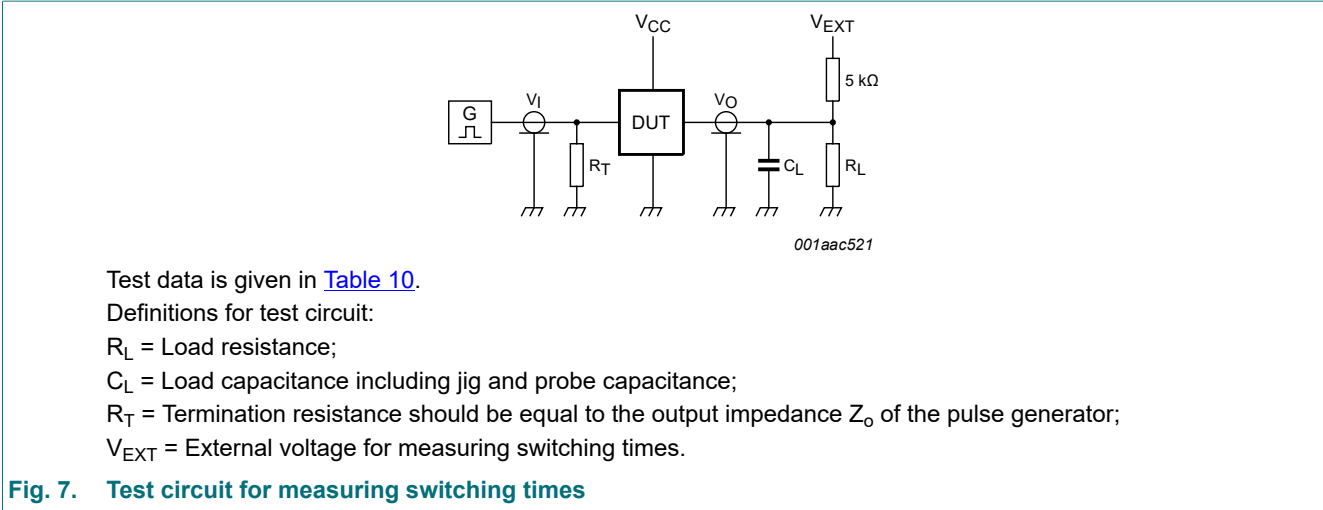 VCC
VEXT
5 kΩ
G
VI
DUT
VO
RT
CL
RL
001aac521
Test data is given in Table 10.
Definitions for test circuit:
RL = Load resistance;
CL = Load capacitance including jig and probe capacitance;
RT = Termination resistance should be equal to the output impedance Zo of the pulse generator;
VEXT = External voltage for measuring switching times.
Fig. 7. Test circuit for measuring switching times